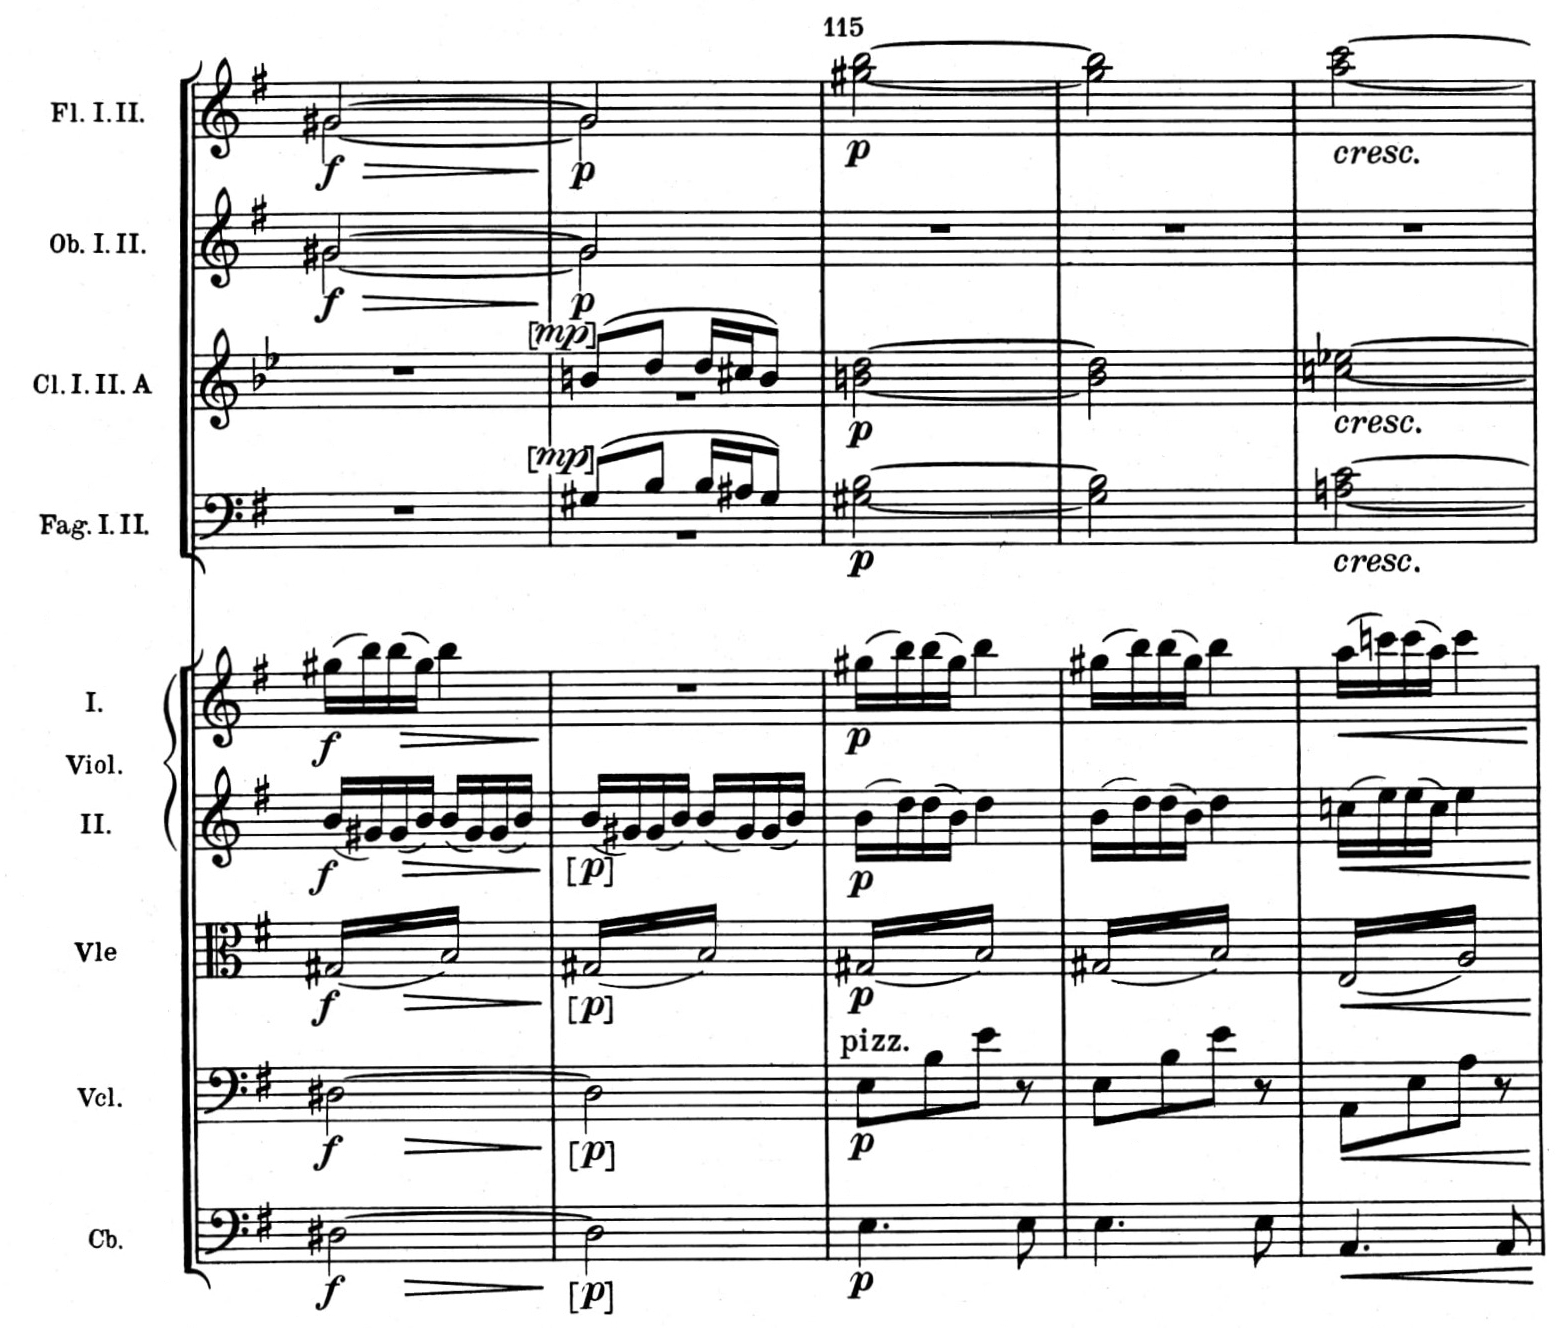 115
Fl. I. II.
f p p cresc.
Ob. I. II.
f p
[mp]
Cl. I. II. A
p cresc.
[mp]
Fag. I. II.
p cresc.
I.
f p
Viol.
II.
f [p] p
Vle
f [p] p
pizz.
Vcl.
f [p] p
Cb.
f [p] p